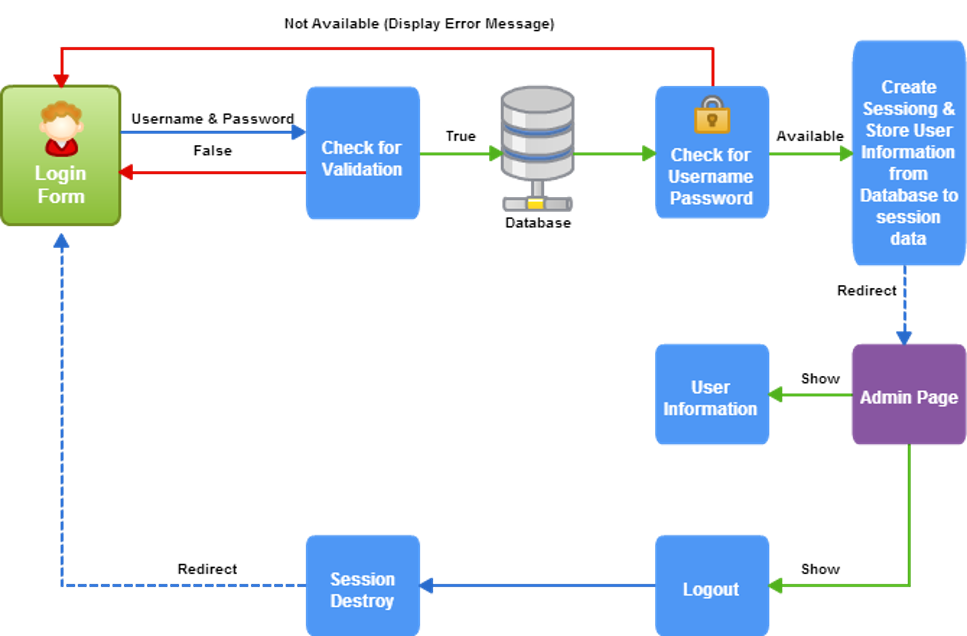 Not Available (Display Error Message)
Login
Form
Username & Password
False
Check for
Validation
True
Database
Check for
Username
Password
Available
Create
Sessiong &
Store User
Information
from
Database to
session
data
Redirect
User
Information
Show
Admin Page
Redirect
Session
Destroy
Logout
Show